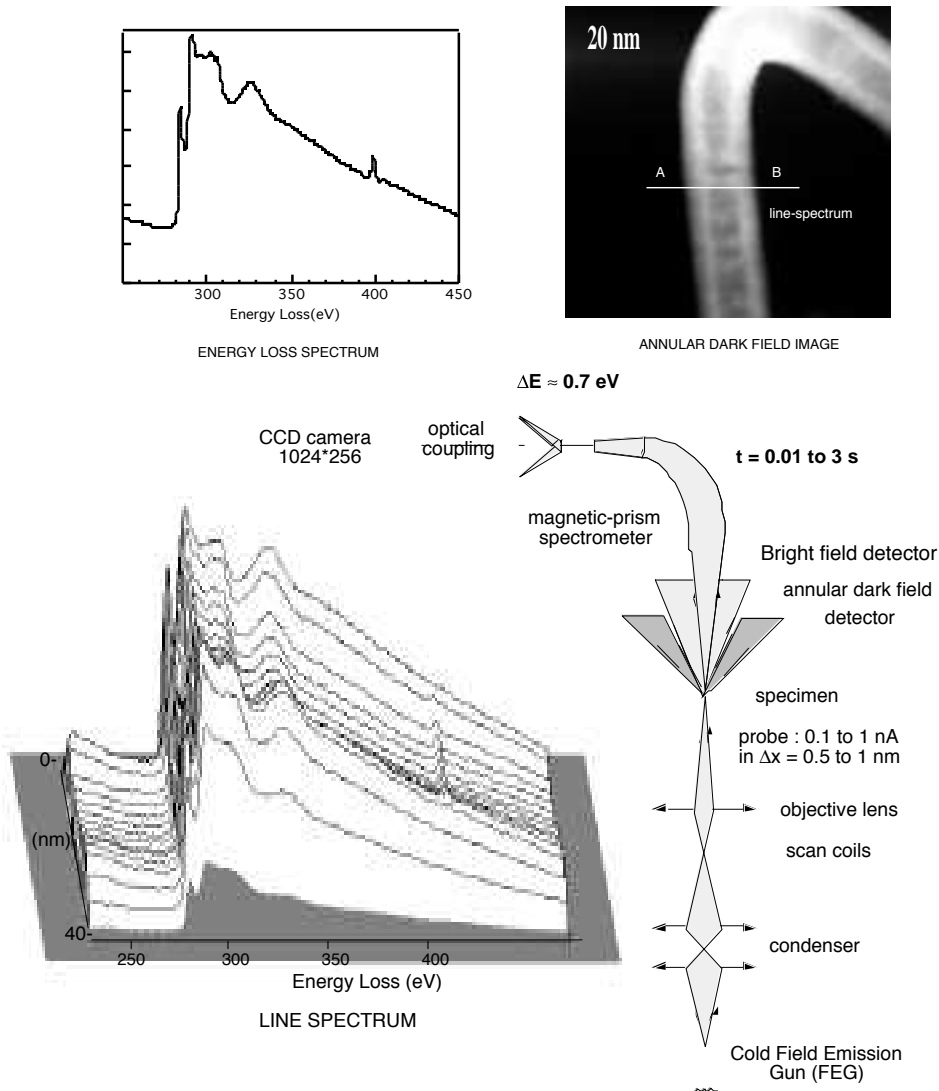 300
350
400
450
Energy Loss(eV)
ENERGY LOSS SPECTRUM
20 nm
A
B
line-spectrum
ANNULAR DARK FIELD IMAGE
ΔE ≈ 0.7 eV
CCD camera
1024*256
optical
coupling
t = 0.01 to 3 s
magnetic-prism
spectrometer
Bright field detector
annular dark field
detector
specimen
probe : 0.1 to 1 nA
in Δx = 0.5 to 1 nm
objective lens
scan coils
condenser
Cold Field Emission
Gun (FEG)
0-
(nm)
40-
250
300
350
400
Energy Loss (eV)
LINE SPECTRUM